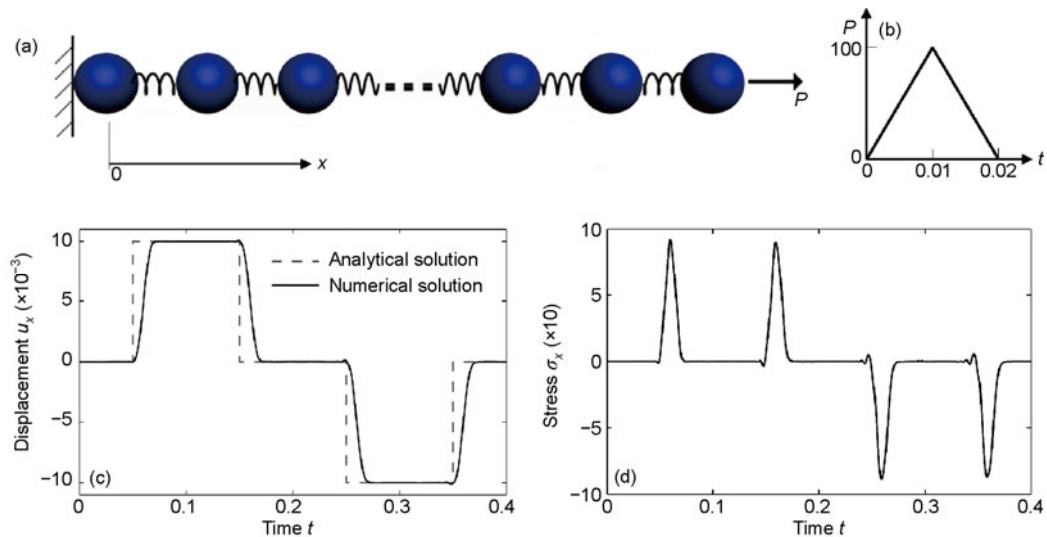 (a)
P
0
x
P
(b)
100
0
0
0.01
0.02
t
Displacement uₓ (×10⁻³)
10
5
0
−5
−10
Analytical solution
Numerical solution
(c)
0
0.1
0.2
0.3
0.4
Time t
Stress σₓ (×10)
10
5
0
−5
−10
(d)
0
0.1
0.2
0.3
0.4
Time t